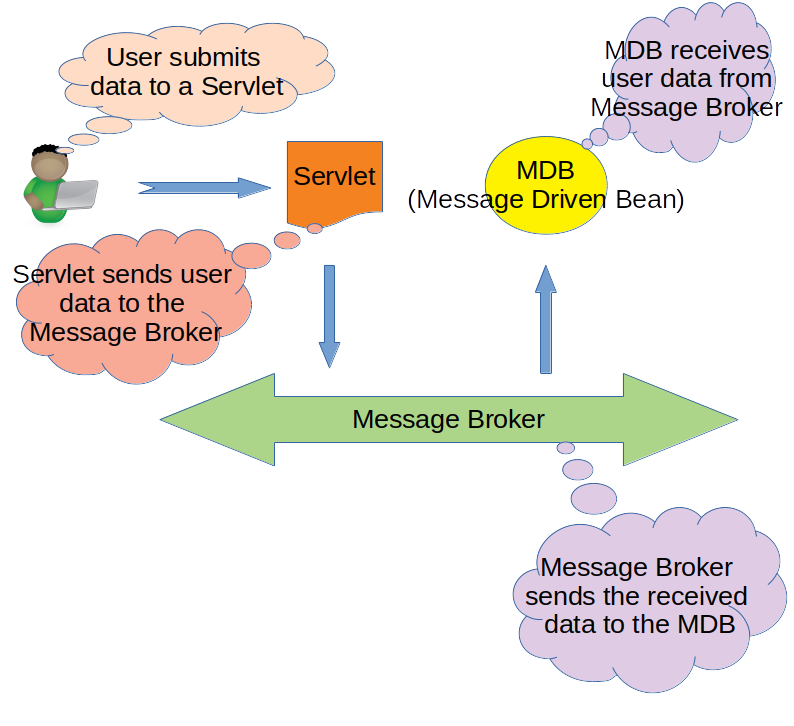 User submits
data to a Servlet
MDB receives
user data from
Message Broker
Servlet
MDB
(Message Driven Bean)
Servlet sends user
data to the
Message Broker
Message Broker
Message Broker
sends the received
data to the MDB